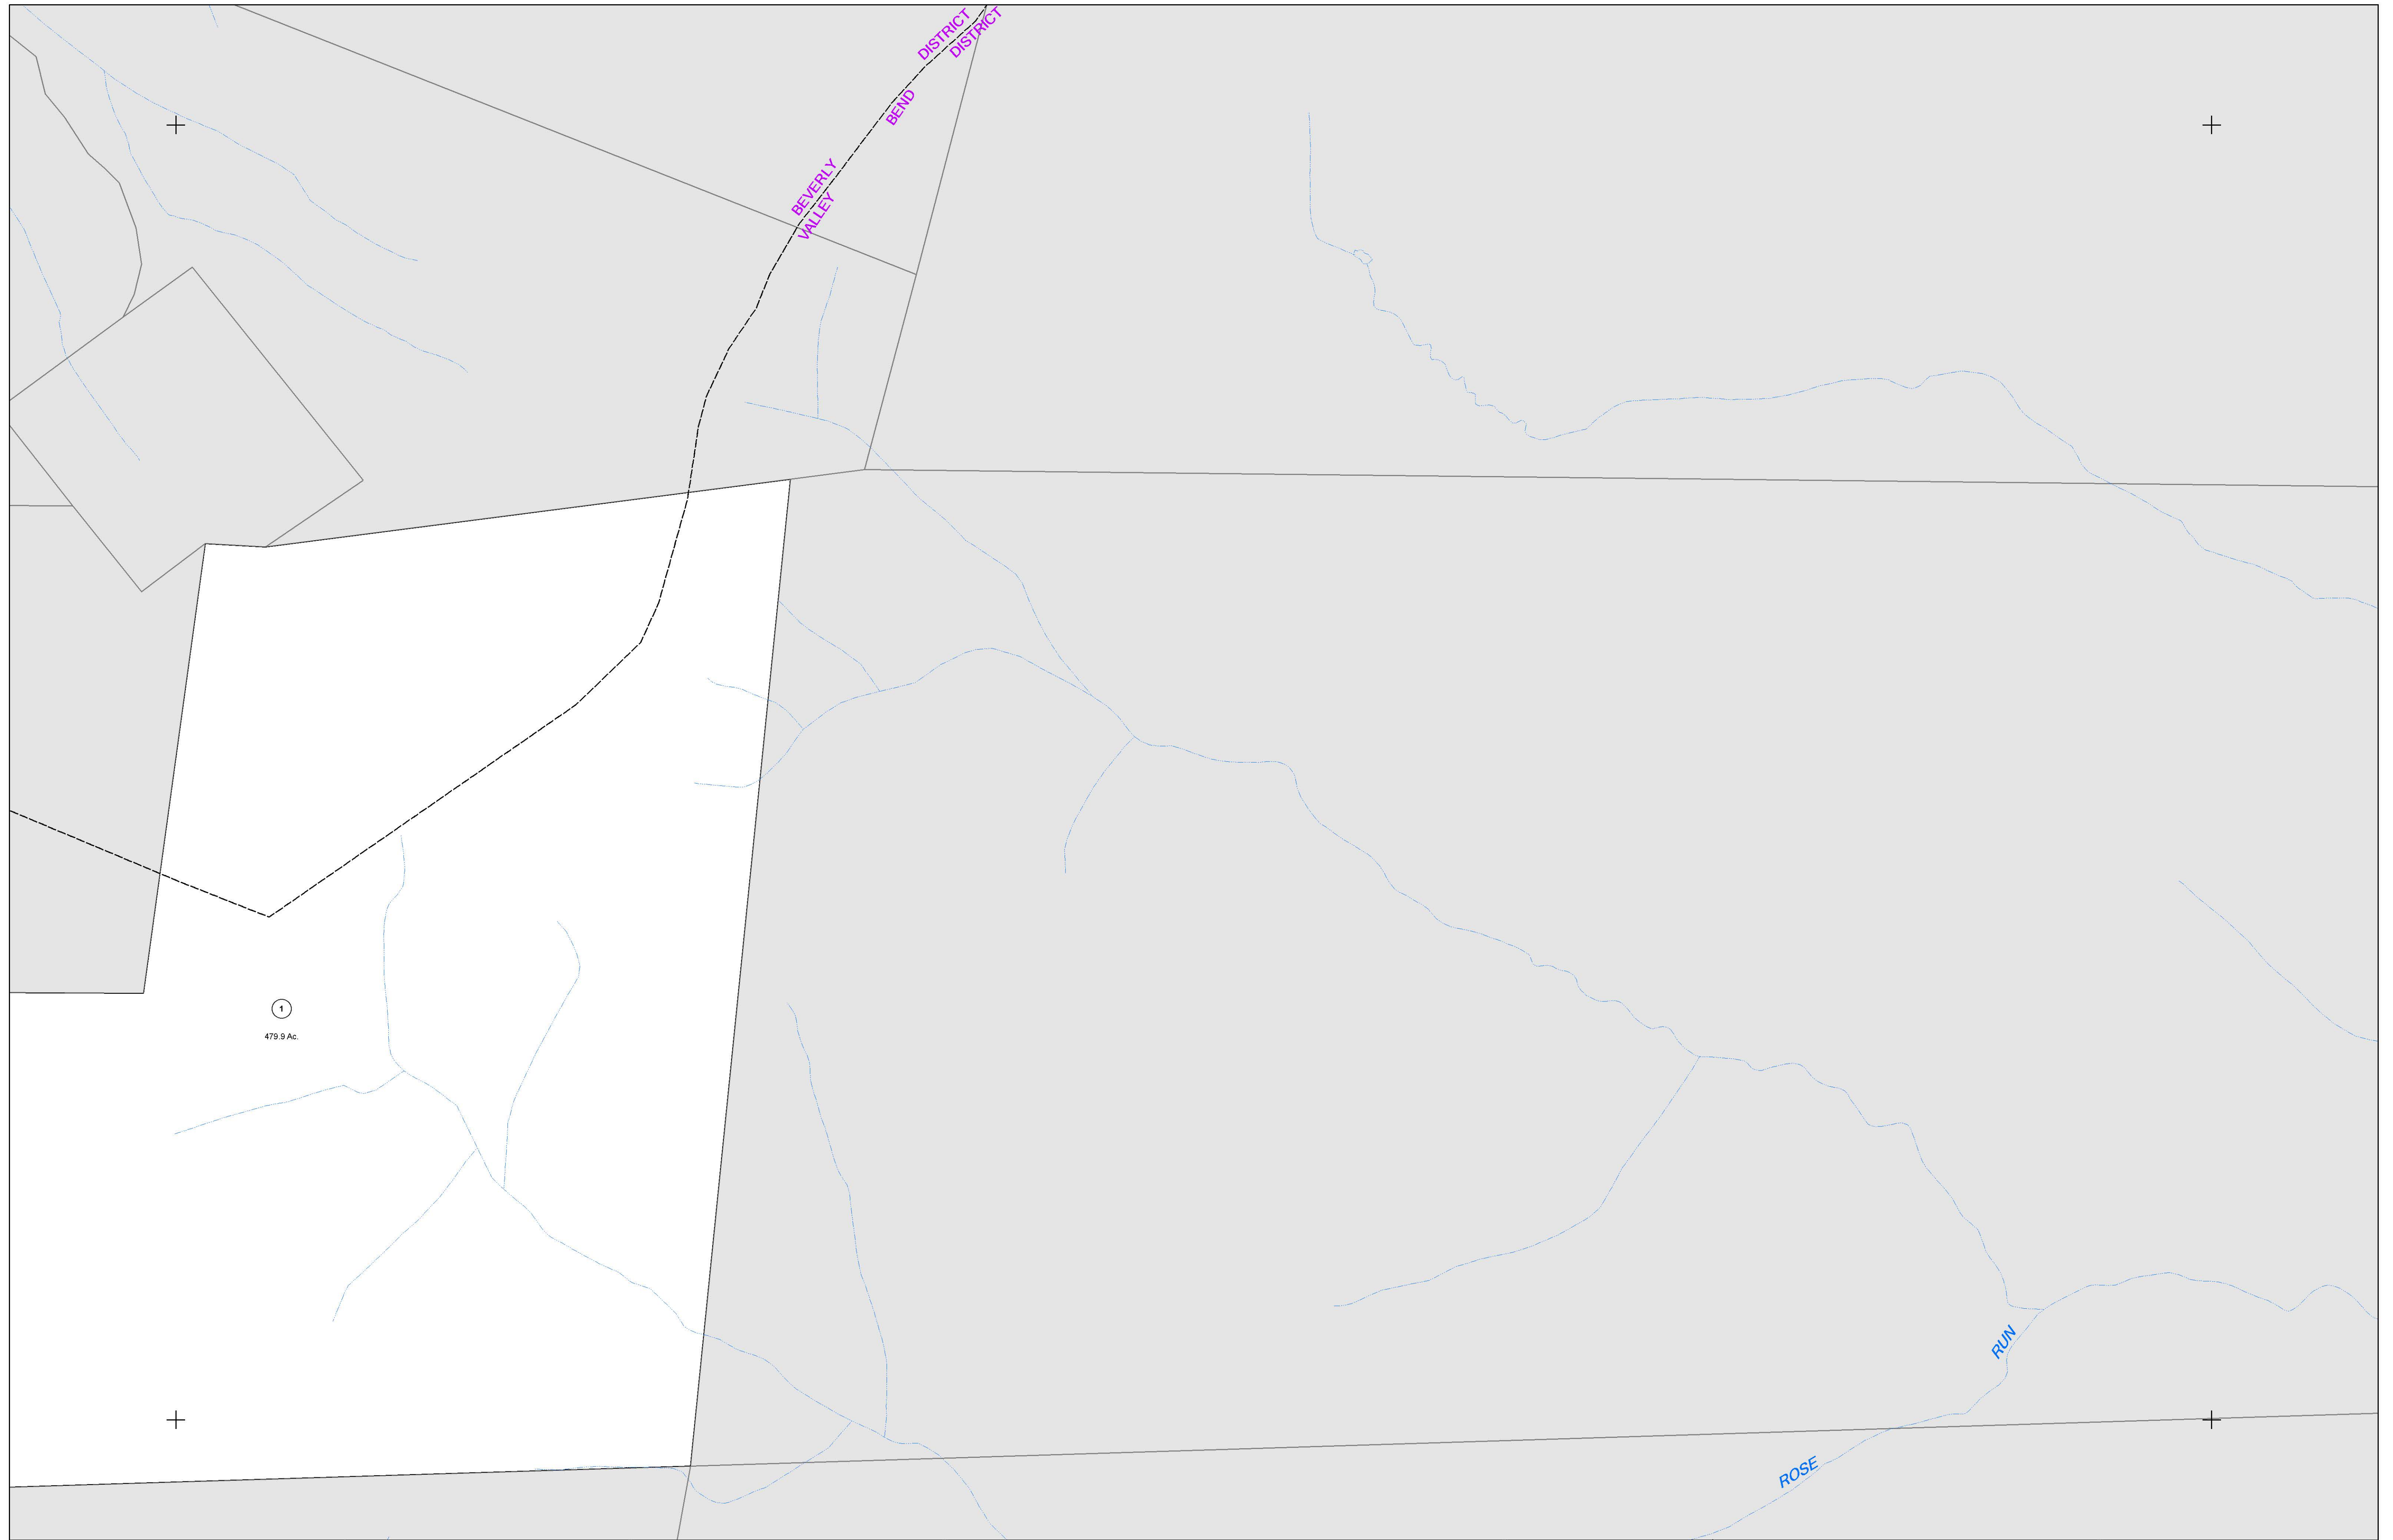 BEVERLY DISTRICT
VALLEY BEND DISTRICT
1
479.9 Ac.
ROSE RUN